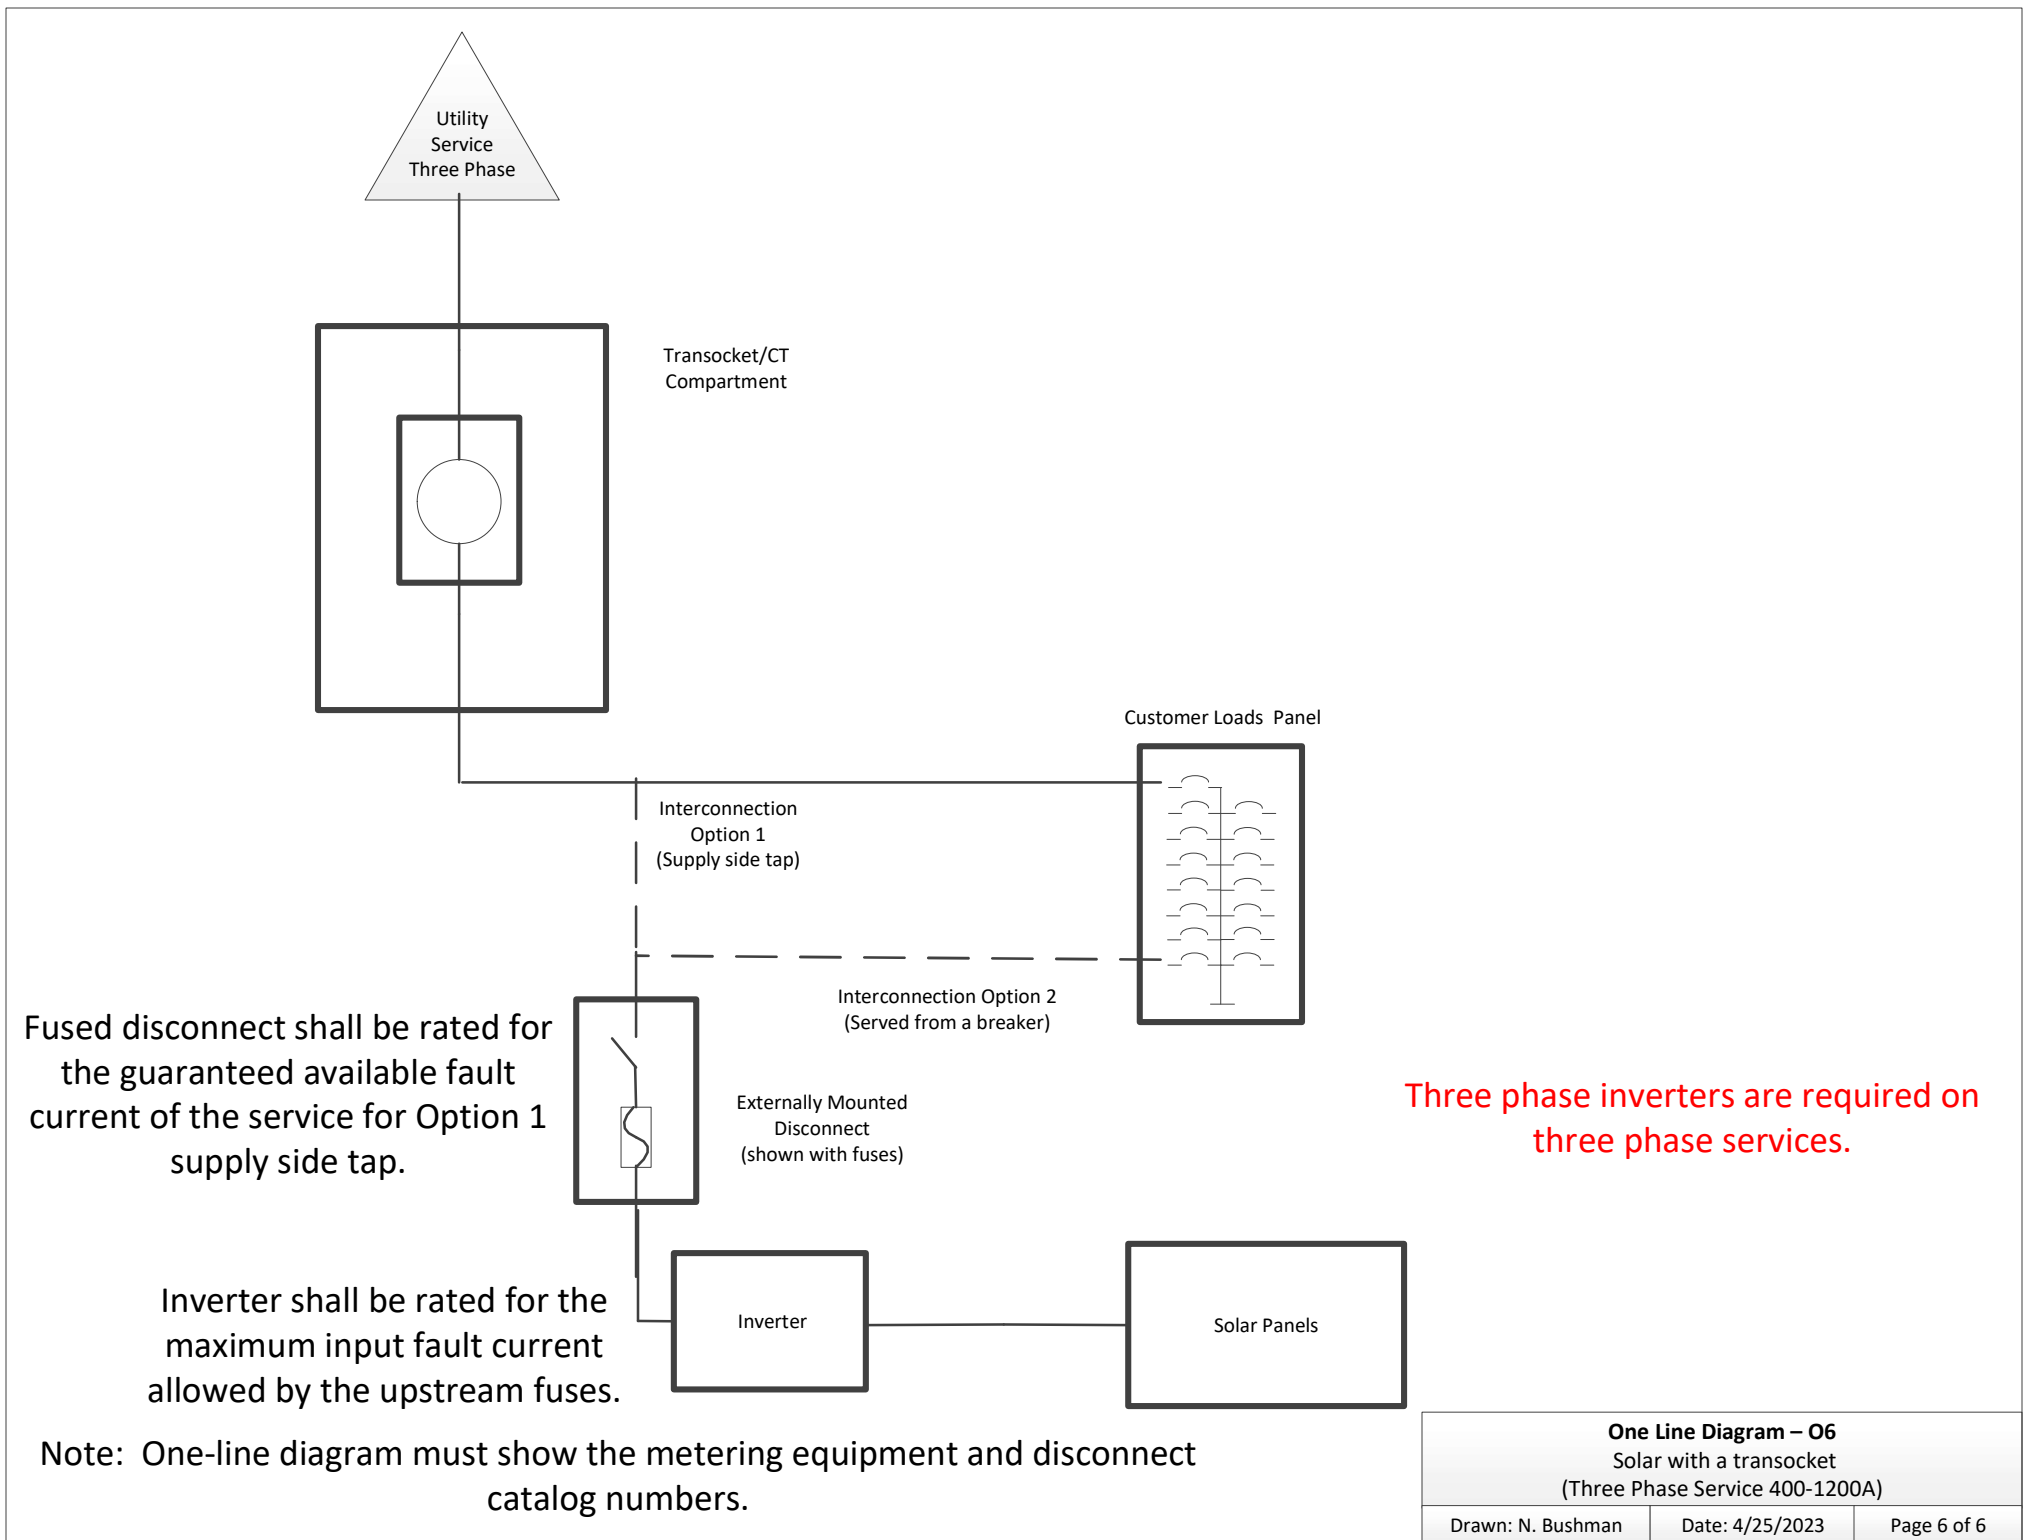 Utility
Service
Three Phase
Transocket/CT
Compartment
Customer Loads  Panel
Interconnection
Option 1
(Supply side tap)
Interconnection Option 2
(Served from a breaker)
Fused disconnect shall be rated for
the guaranteed available fault
current of the service for Option 1
supply side tap.
Externally Mounted
Disconnect
(shown with fuses)
Three phase inverters are required on
three phase services.
Inverter shall be rated for the
maximum input fault current
allowed by the upstream fuses.
Inverter
Solar Panels
Note:  One-line diagram must show the metering equipment and disconnect
catalog numbers.
One Line Diagram – O6
Solar with a transocket
(Three Phase Service 400-1200A)
Drawn: N. Bushman
Date: 4/25/2023
Page 6 of 6